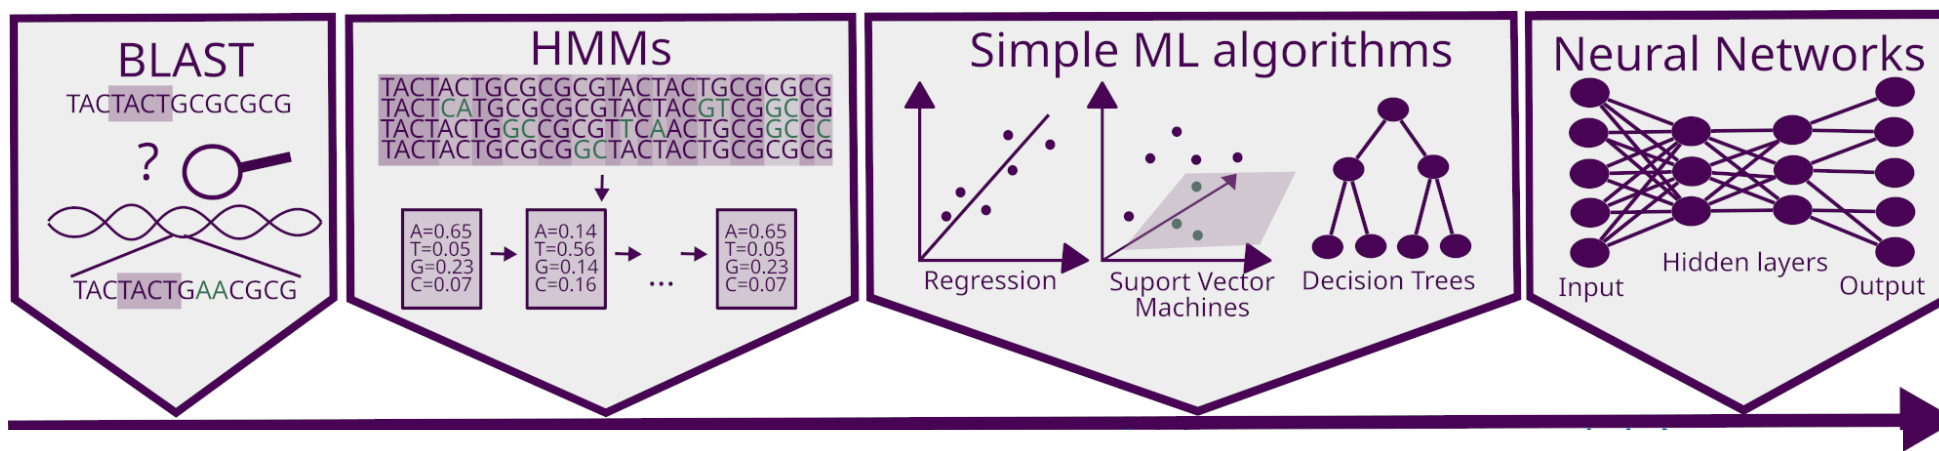 BLAST
TACTACTGCGCGCG
?
TACTACTGAACGCG
HMMs
TACTACTGCGCGCGTACTACTGCGCGCG
TACTCATGCGCGCGTACTACGTCGGCCG
TACTACTGGCCGCGTTCAACTGCGGCCC
TACTACTGCGCGGCTACTACTGCGCGCG
A=0.65
T=0.05
G=0.23
C=0.07
A=0.14
T=0.56
G=0.14
C=0.16
...
A=0.65
T=0.05
G=0.23
C=0.07
Simple ML algorithms
Regression
Suport Vector
Machines
Decision Trees
Neural Networks
Input
Hidden layers
Output